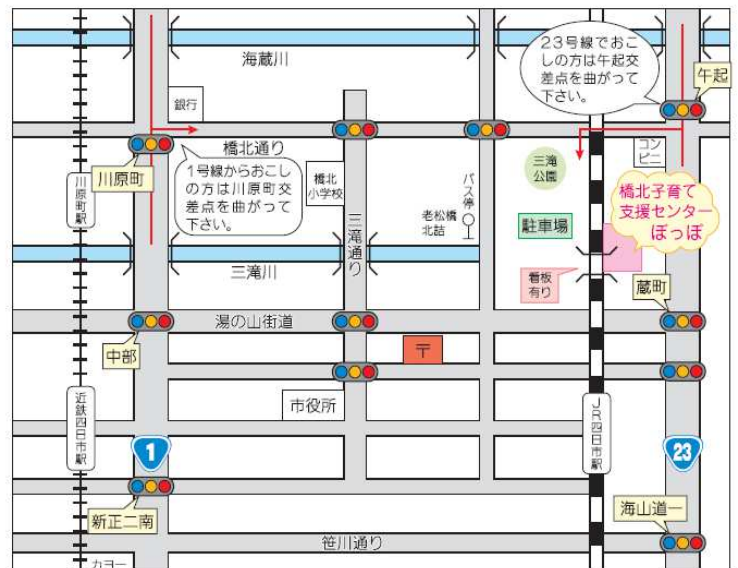 海蔵川
23号線でおこ
しの方は午起交
差点を曲がって
下さい。
午起
銀行
橋北通り
川原町
1号線からおこし
の方は川原町交
差点を曲がって
下さい。
橋北
小学校
三滝
公園
コン
ビニ
川原町駅
バス停
老松橋
北詰
三滝通り
駐車場
橋北子育て
支援センター
ぽっぽ
三滝川
看板
有り
蔵町
湯の山街道
中部
〒
市役所
近鉄四日市駅
JR四日市駅
1
23
新正二南
海山道一
笹川通り
カヨー